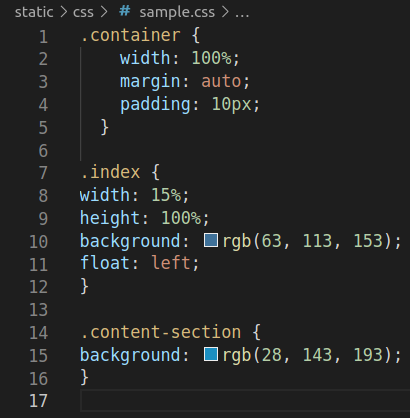 static > css > # sample.css > ...
1 .container {
2     width: 100%;
3     margin: auto;
4     padding: 10px;
5   }
6
7 .index {
8 width: 15%;
9 height: 100%;
10 background: rgb(63, 113, 153);
11 float: left;
12 }
13
14 .content-section {
15 background: rgb(28, 143, 193);
16 }
17